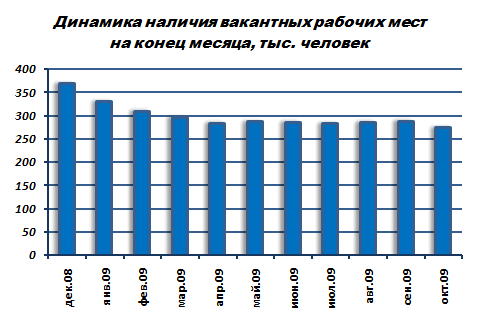 Динамика наличия вакантных рабочих мест
на конец месяца, тыс. человек
400
350
300
250
200
150
100
50
0
дек.08
янв.09
фев.09
мар.09
апр.09
май.09
июн.09
июл.09
авг.09
сен.09
окт.09